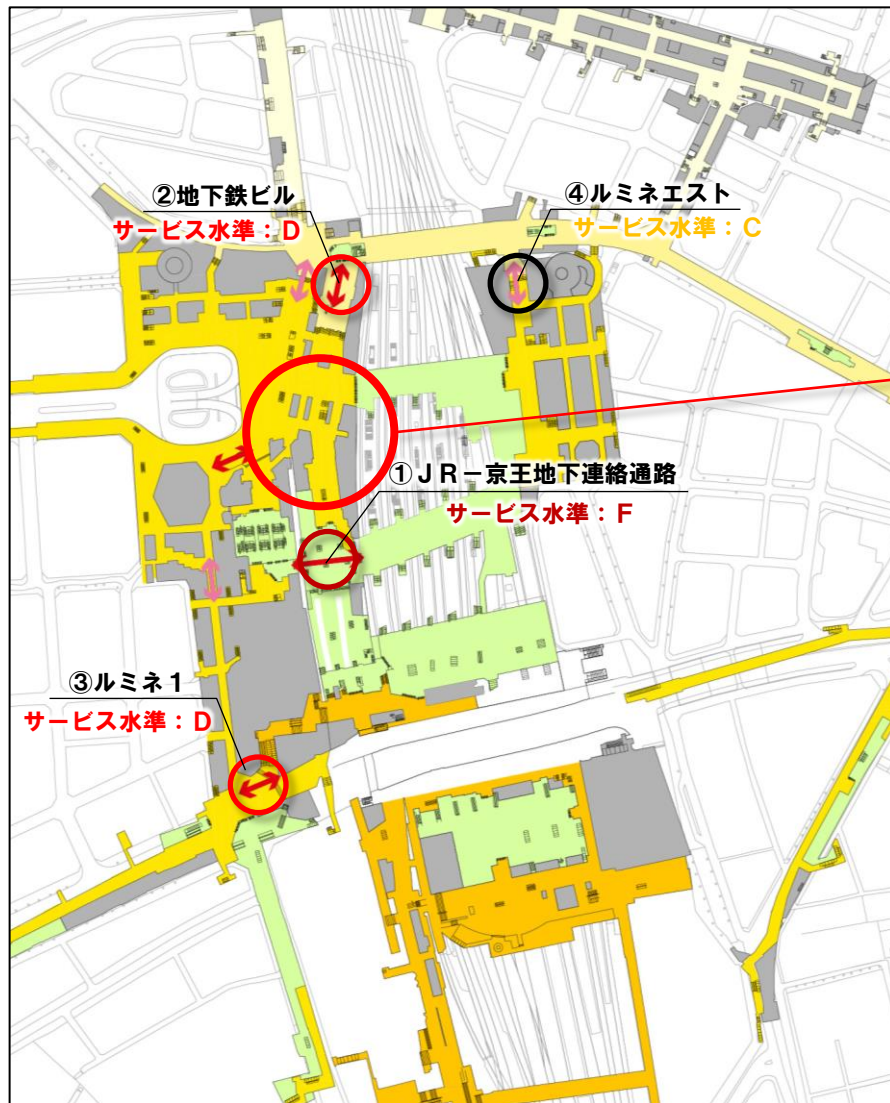 ②地下鉄ビル
サービス水準：D
④ルミネエスト
サービス水準：C
①ＪＲ－京王地下連絡通路
サービス水準：F
③ルミネ１
サービス水準：D